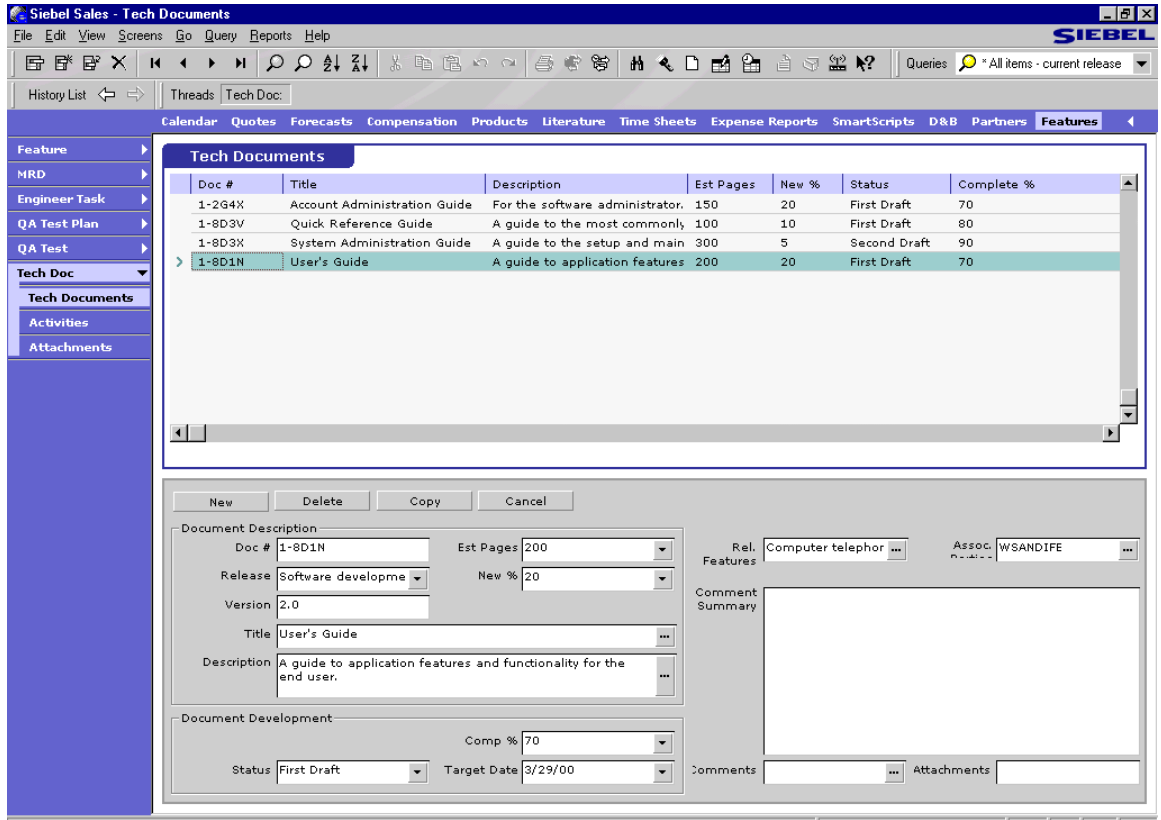 Siebel Sales - Tech Documents
File Edit View Screens Go Query Reports Help
SIEBEL
Queries * All items - current release
History List Threads Tech Doc:
Calendar Quotes Forecasts Compensation Products Literature Time Sheets Expense Reports SmartScripts D&B Partners Features
Feature
MRD
Engineer Task
QA Test Plan
QA Test
Tech Doc
Tech Documents
Activities
Attachments
Tech Documents
Doc # Title Description Est Pages New % Status Complete %
1-2G4X Account Administration Guide For the software administrator. 150 20 First Draft 70
1-8D3V Quick Reference Guide A guide to the most commonly 100 10 First Draft 80
1-8D3X System Administration Guide A guide to the setup and main 300 5 Second Draft 90
1-8D1N User's Guide A guide to application features 200 20 First Draft 70
New Delete Copy Cancel
Document Description
Doc # 1-8D1N Est Pages 200
Release Software developme New % 20
Version 2.0
Title User's Guide
Description A guide to application features and functionality for the
end user.
Document Development
Comp % 70
Status First Draft Target Date 3/29/00
Rel. Computer telephor Assoc. WSANDIFE
Features
Comment
Summary
Comments Attachments